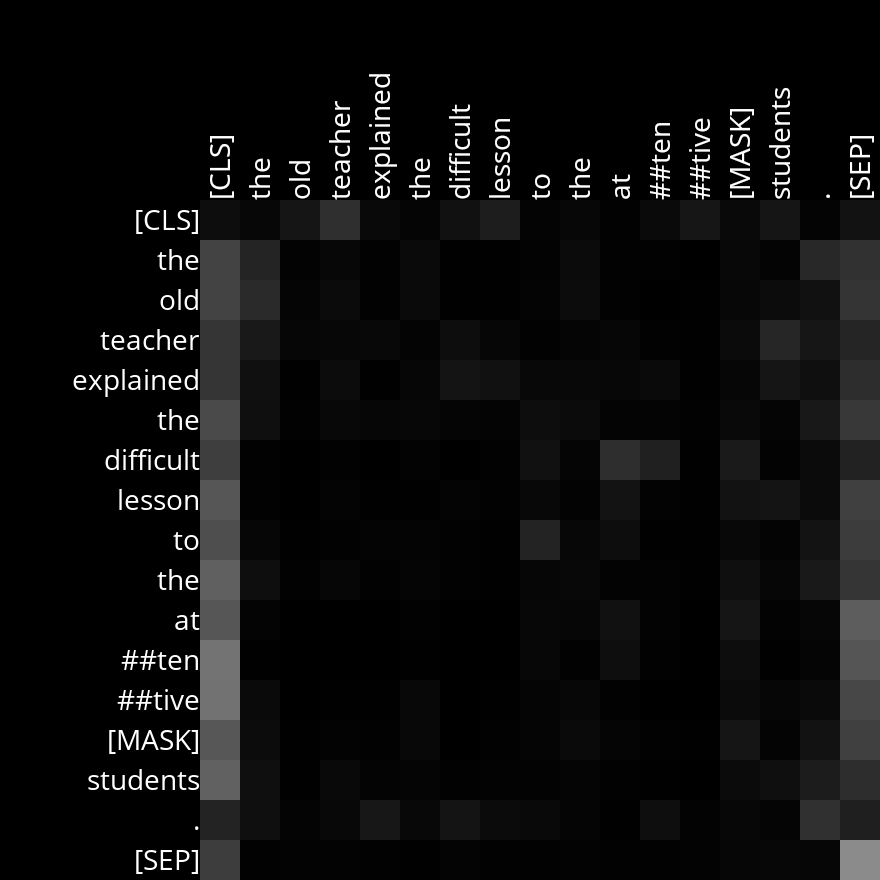 [CLS] the old teacher explained the difficult lesson to the at ##ten ##tive [MASK] students . [SEP]
[CLS]
the
old
teacher
explained
the
difficult
lesson
to
the
at
##ten
##tive
[MASK]
students
.
[SEP]